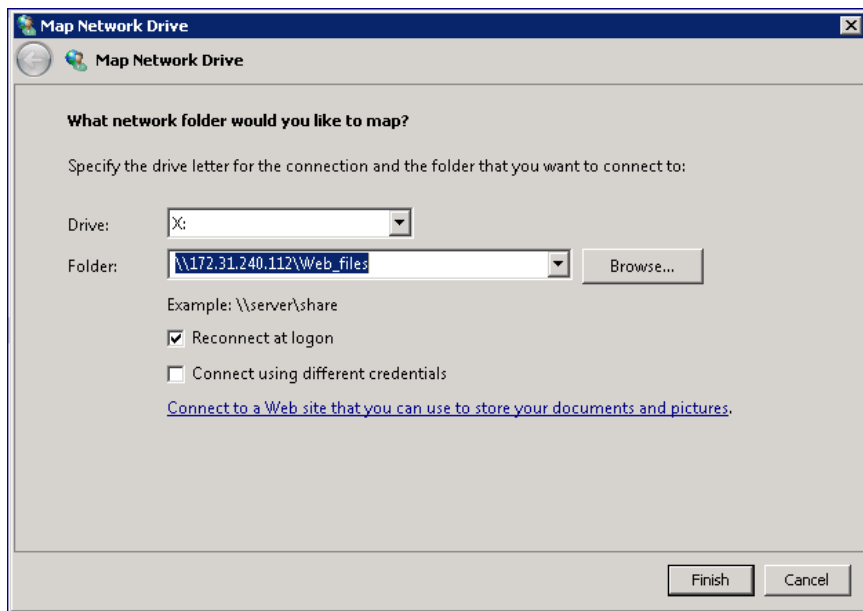 Map Network Drive
Map Network Drive
What network folder would you like to map?
Specify the drive letter for the connection and the folder that you want to connect to:
Drive: X:
Folder: \\172.31.240.112\Web_files Browse...
Example: \\server\share
Reconnect at logon
Connect using different credentials
Connect to a Web site that you can use to store your documents and pictures.
Finish Cancel